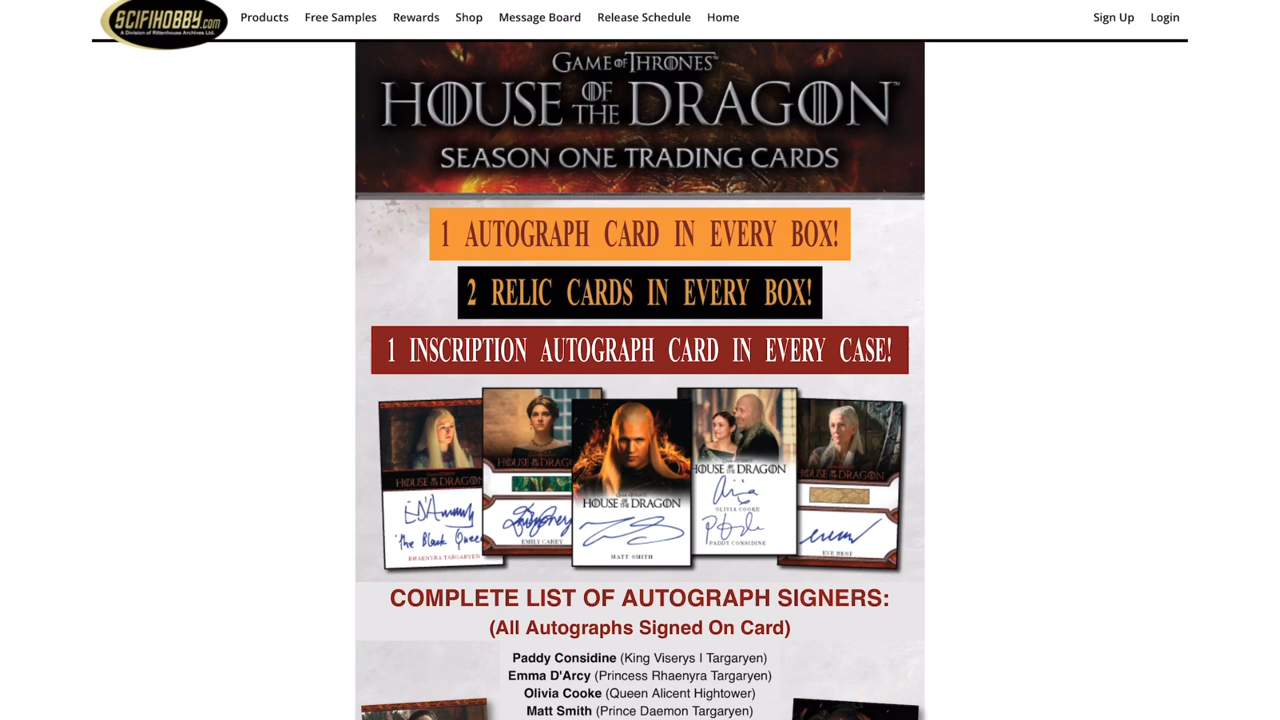 SCIFIHOBBY.com
A Division of Rittenhouse Archives Ltd.
Products Free Samples Rewards Shop Message Board Release Schedule Home Sign Up Login
GAME OF THRONES™
HOUSE OF THE DRAGON™
SEASON ONE TRADING CARDS
1 AUTOGRAPH CARD IN EVERY BOX!
2 RELIC CARDS IN EVERY BOX!
1 INSCRIPTION AUTOGRAPH CARD IN EVERY CASE!
HOUSE OF THE DRAGON
"the Black Queen
RHAENYRA TARGARYEN
HOUSE OF THE DRAG
EMILY CAREY
HOUSE OF THE DRAGON
MATT SMITH
HOUSE OF THE DRAGON
OLIVIA COOKE
PADDY CONSIDINE
HOUSE OF THE DRAGON
EVE BEST
COMPLETE LIST OF AUTOGRAPH SIGNERS:
(All Autographs Signed On Card)
Paddy Considine (King Viserys I Targaryen)
Emma D'Arcy (Princess Rhaenyra Targaryen)
Olivia Cooke (Queen Alicent Hightower)
Matt Smith (Prince Daemon Targaryen)